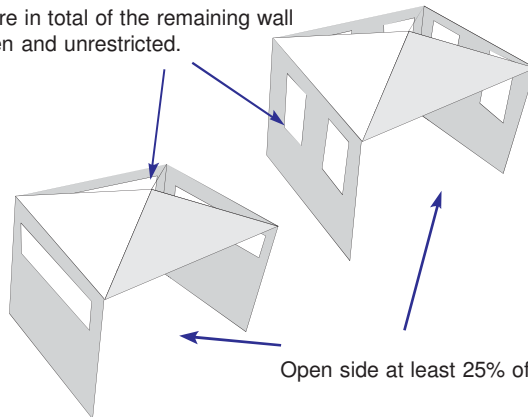 re in total of the remaining wall
en and unrestricted.
Open side at least 25% of